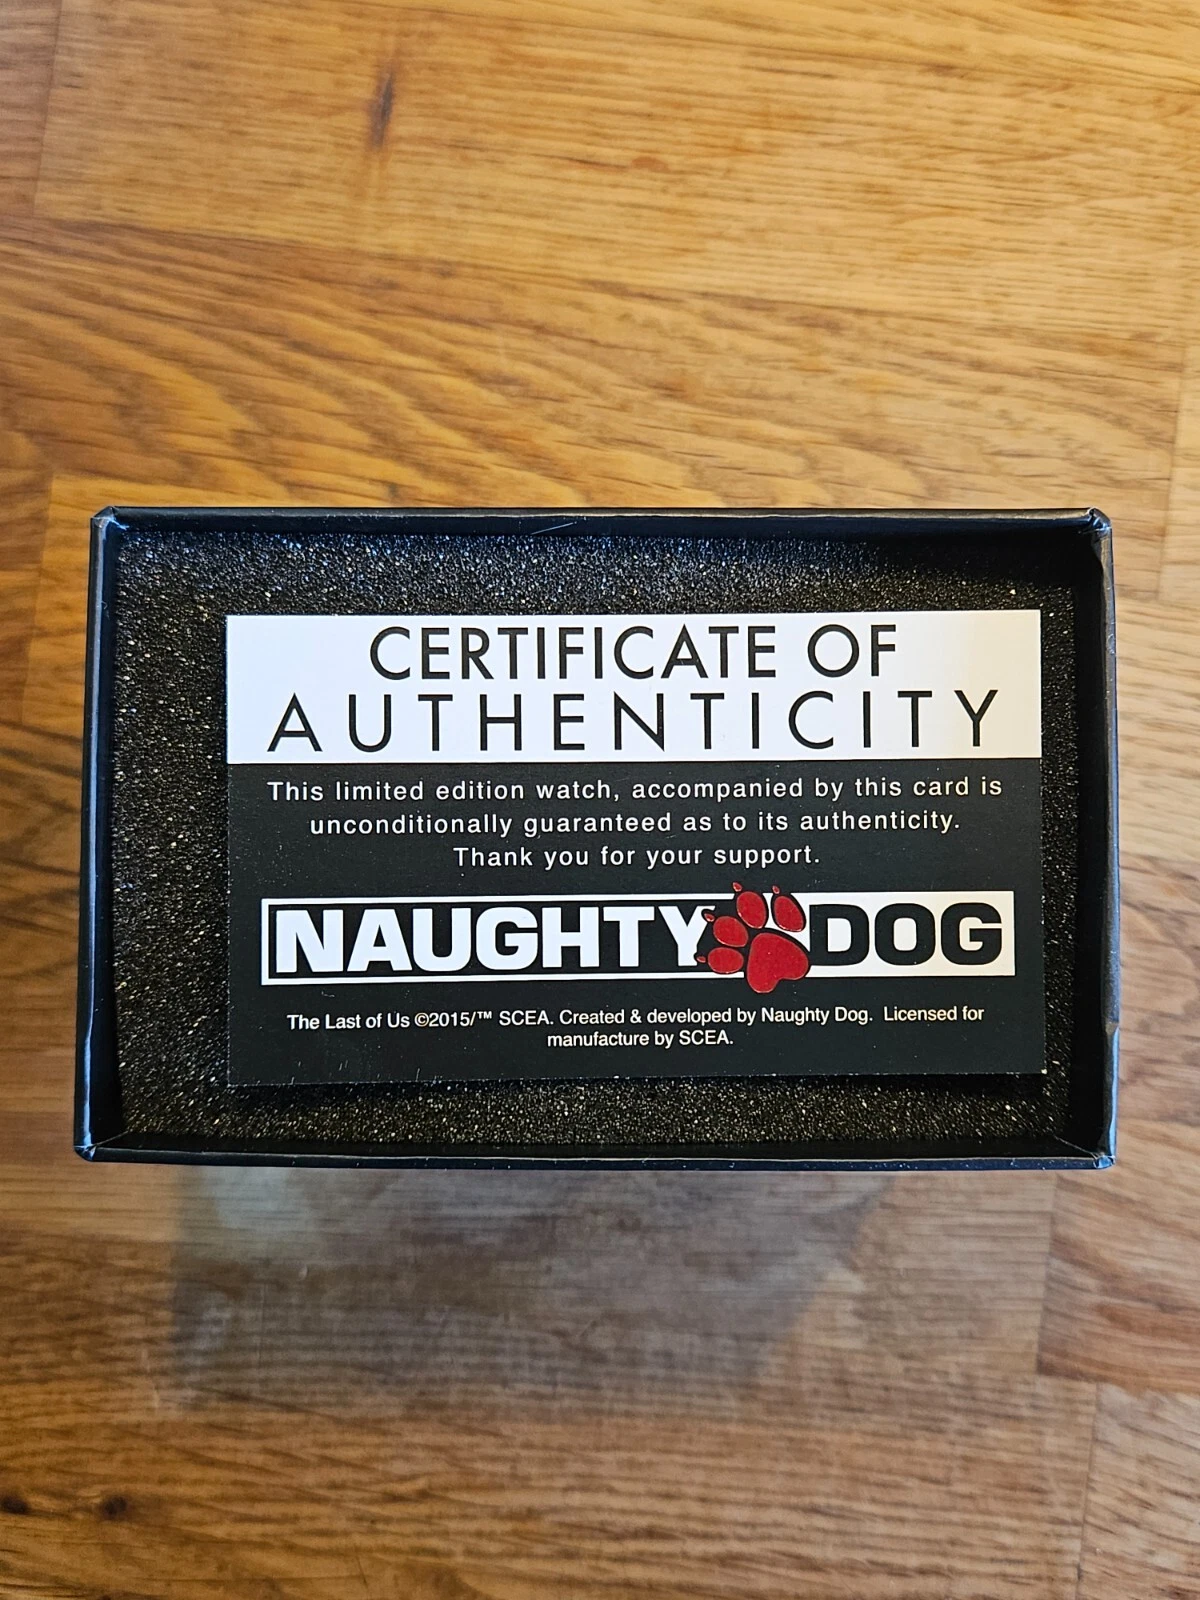 CERTIFICATE OF
AUTHENTICITY
This limited edition watch, accompanied by this card is
unconditionally guaranteed as to its authenticity.
Thank you for your support.
NAUGHTY DOG
The Last of Us ©2015/™ SCEA. Created & developed by Naughty Dog. Licensed for
manufacture by SCEA.